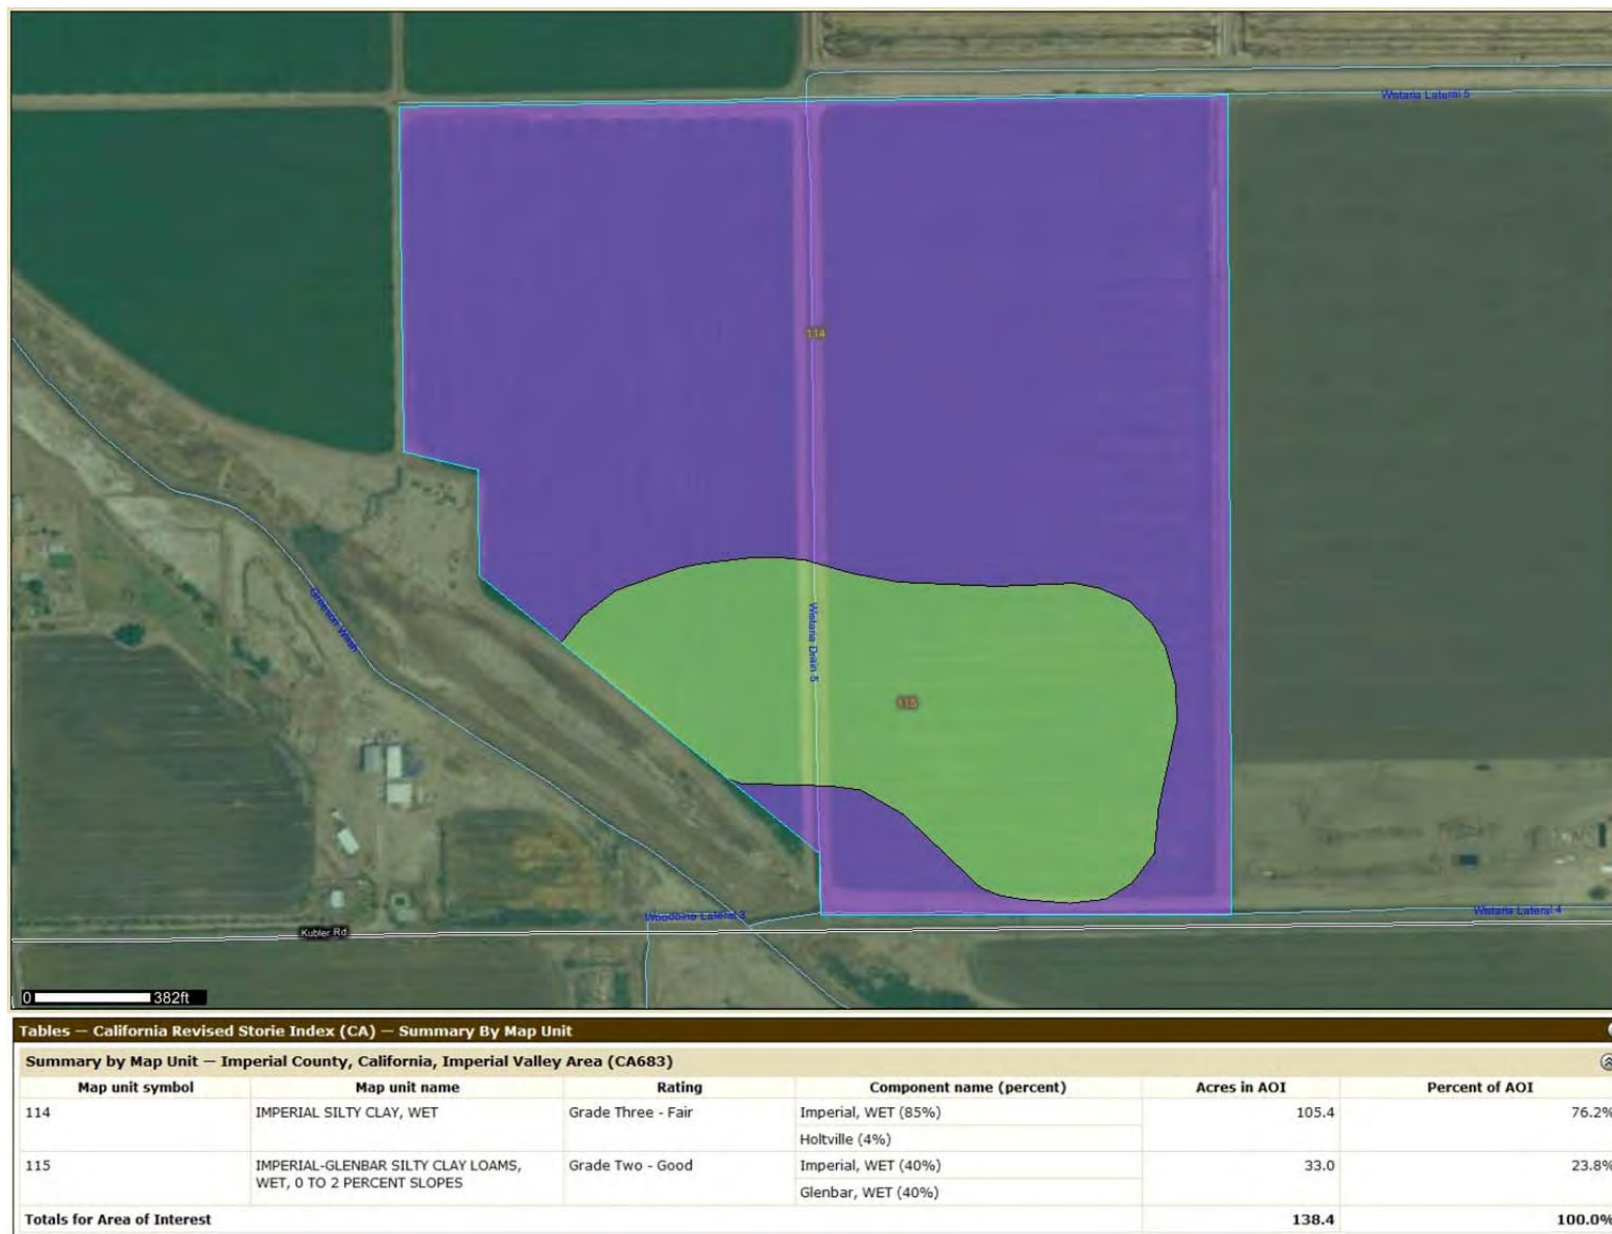 Wistaria Lateral 5
114
Greeson Wash
Wistaria Drain 5
115
Woodbine Lateral 3
Wistaria Lateral 4
Kubler Rd
0 382ft
Tables — California Revised Storie Index (CA) — Summary By Map Unit
Summary by Map Unit — Imperial County, California, Imperial Valley Area (CA683)
Map unit symbol Map unit name Rating Component name (percent) Acres in AOI Percent of AOI
114 IMPERIAL SILTY CLAY, WET Grade Three - Fair Imperial, WET (85%) 105.4 76.2%
Holtville (4%)
115 IMPERIAL-GLENBAR SILTY CLAY LOAMS, Grade Two - Good Imperial, WET (40%) 33.0 23.8%
WET, 0 TO 2 PERCENT SLOPES
Glenbar, WET (40%)
Totals for Area of Interest 138.4 100.0%